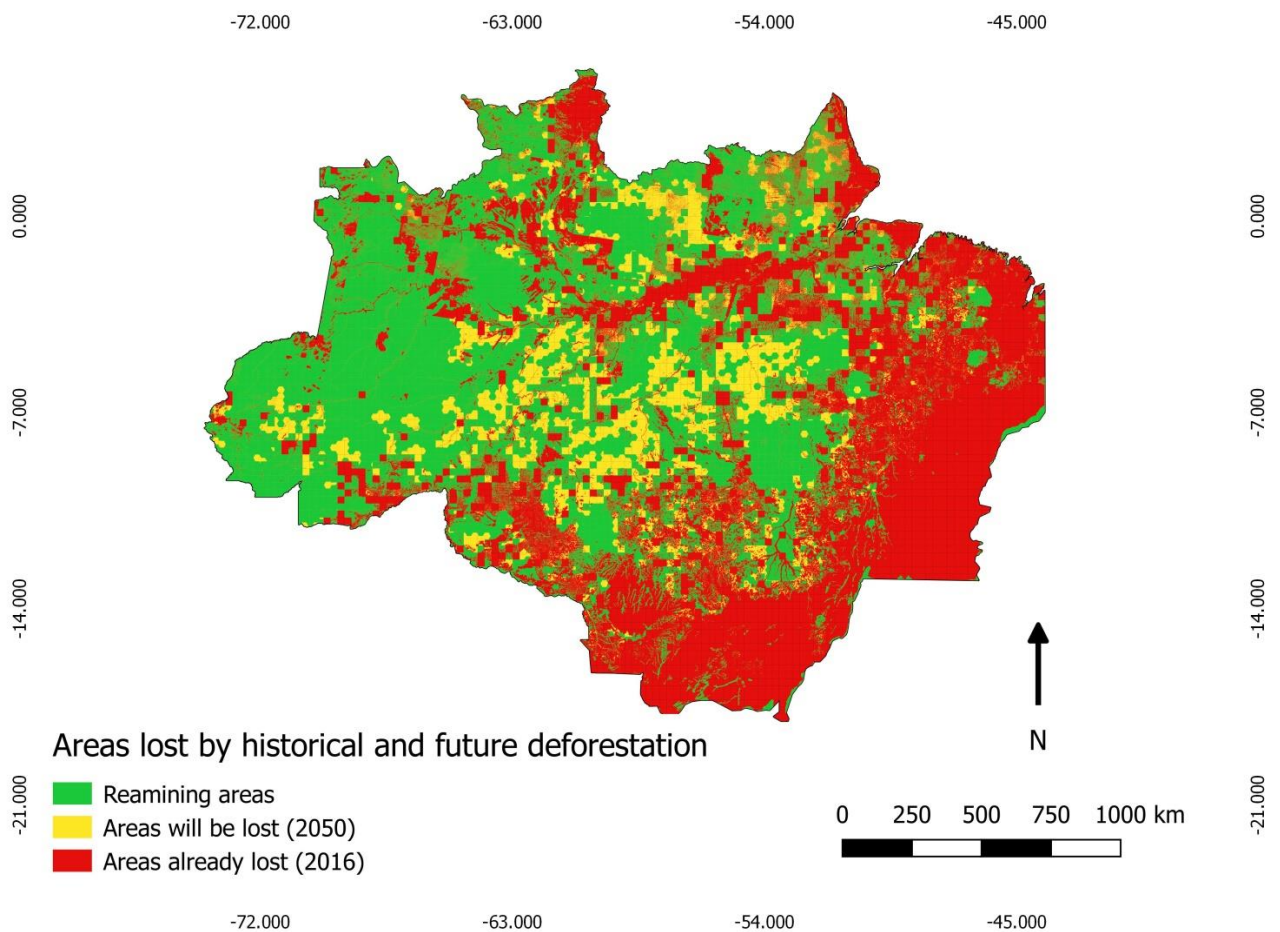 -72.000 -63.000 -54.000 -45.000
0.000 0.000
-7.000 -7.000
-14.000 -14.000
N
Areas lost by historical and future deforestation
-21.000 -21.000
Reamining areas
0 250 500 750 1000 km
Areas will be lost (2050)
Areas already lost (2016)
-72.000 -63.000 -54.000 -45.000